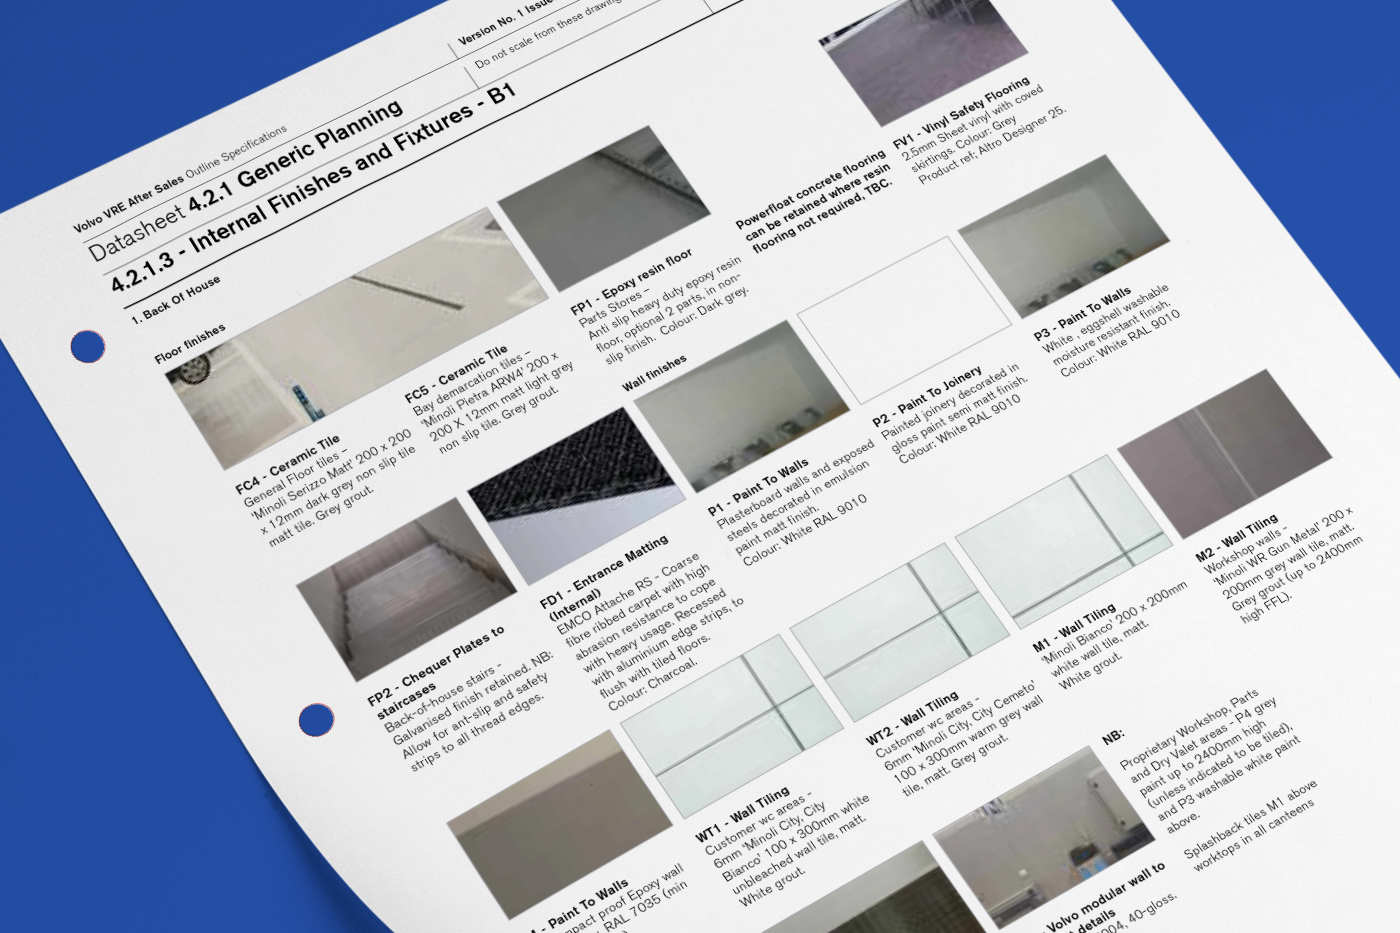 Version No. 1 Issue
Do not scale from these drawing
Volvo VRE After Sales Outline Specifications
Datasheet 4.2.1 Generic Planning
4.2.1.3 - Internal Finishes and Fixtures - B1
1. Back Of House
Floor finishes
FC4 - Ceramic Tile
General Floor tiles –
'Minoli Serizzo Matt' 200 x 200
x 12mm dark grey non slip tile
matt tile. Grey grout.
FC5 - Ceramic Tile
Bay demarcation tiles –
'Minoli Pietra ARW4' 200 x
200 X 12mm matt light grey
non slip tile. Grey grout.
FP1 - Epoxy resin floor
Parts Stores –
Anti slip heavy duty epoxy resin
floor, optional 2 parts, in non-
slip finish. Colour: Dark grey.
Powerfloat concrete flooring
can be retained where resin
flooring not required, TBC.
FV1 - Vinyl Safety Flooring
2.5mm Sheet vinyl with coved
skirtings. Colour: Grey
Product ref; Altro Designer 25.
FP2 - Chequer Plates to
staircases
Back-of-house stairs -
Galvanised finish retained. NB:
Allow for ant-slip and safety
strips to all thread edges.
FD1 - Entrance Matting
(Internal)
EMCO Attache RS - Coarse
fibre ribbed carpet with high
abrasion resistance to cope
with heavy usage. Recessed
with aluminium edge strips, to
flush with tiled floors.
Colour: Charcoal.
Wall finishes
P1 - Paint To Walls
Plasterboard walls and exposed
steels decorated in emulsion
paint matt finish.
Colour: White RAL 9010
P2 - Paint To Joinery
Painted joinery decorated in
gloss paint semi matt finish.
Colour: White RAL 9010
P3 - Paint To Walls
White , eggshell washable
moisture resistant finish.
Colour: White RAL 9010
- Paint To Walls
mpact proof Epoxy wall
RAL 7035 (min
WT1 - Wall Tiling
Customer wc areas -
6mm 'Minoli City, City
Bianco' 100 x 300mm white
unbleached wall tile, matt.
White grout.
WT2 - Wall Tiling
Customer wc areas -
6mm 'Minoli City, City Cemeto'
100 x 300mm warm grey wall
tile, matt. Grey grout.
M1 - Wall Tiling
'Minoli Bianco' 200 x 200mm
white wall tile, matt.
White grout.
M2 - Wall Tiling
Workshop walls -
'Minoli WR Gun Metal' 200 x
200mm grey wall tile, matt.
Grey grout (up to 2400mm
high FFL).
Volvo modular wall to
details
004, 40-gloss.
NB:
Proprietary Workshop, Parts
and Dry Valet areas - P4 grey
paint up to 2400mm high
(unless indicated to be tiled),
and P3 washable white paint
above.
Splashback tiles M1 above
worktops in all canteens